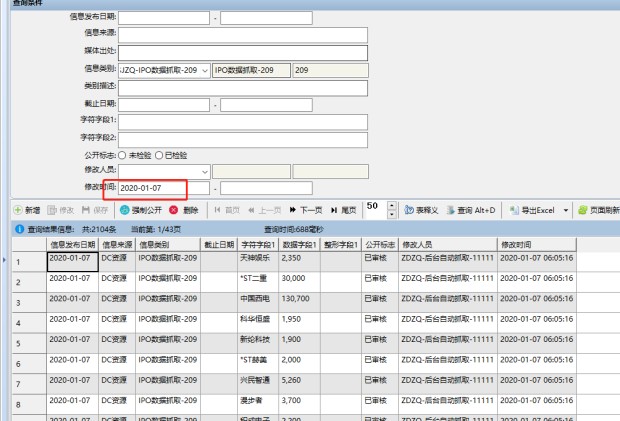 查询条件
信息发布日期: -
信息来源:
媒体出处:
信息类别: JZQ-IPO数据抓取-209 IPO数据抓取-209 209
类别描述:
截止日期: -
字符字段1:
字符字段2:
公开标志: 未检验 已检验
修改人员:
修改时间: 2020-01-07 -
新增 修改 保存 强制公开 删除 首页 上一页 下一页 尾页 50 表释义 查询 Alt+D 导出Excel 页面刷新
查询结果信息: 共:2104条 当前第: 1/43页 查询时间:688毫秒
信息发布日期 信息来源 信息类别 截止日期 字符字段1 数据字段1 整形字段1 公开标志 修改人员 修改时间
1 2020-01-07 DC资源 IPO数据抓取-209 天神娱乐 2,350 已审核 ZDZQ-后台自动抓取-11111 2020-01-07 06:05:16
2 2020-01-07 DC资源 IPO数据抓取-209 *ST二重 30,000 已审核 ZDZQ-后台自动抓取-11111 2020-01-07 06:05:16
3 2020-01-07 DC资源 IPO数据抓取-209 中国西电 130,700 已审核 ZDZQ-后台自动抓取-11111 2020-01-07 06:05:16
4 2020-01-07 DC资源 IPO数据抓取-209 科华恒盛 1,950 已审核 ZDZQ-后台自动抓取-11111 2020-01-07 06:05:16
5 2020-01-07 DC资源 IPO数据抓取-209 新纶科技 1,900 已审核 ZDZQ-后台自动抓取-11111 2020-01-07 06:05:16
6 2020-01-07 DC资源 IPO数据抓取-209 *ST赫美 2,000 已审核 ZDZQ-后台自动抓取-11111 2020-01-07 06:05:16
7 2020-01-07 DC资源 IPO数据抓取-209 兴民智通 5,260 已审核 ZDZQ-后台自动抓取-11111 2020-01-07 06:05:16
8 2020-01-07 DC资源 IPO数据抓取-209 漫步者 3,700 已审核 ZDZQ-后台自动抓取-11111 2020-01-07 06:05:16
2020-01-07 DC资源 IPO数据抓取-209 2,200 已审核 ZDZQ-后台自动抓取-11111 2020-01-07 06:05:16